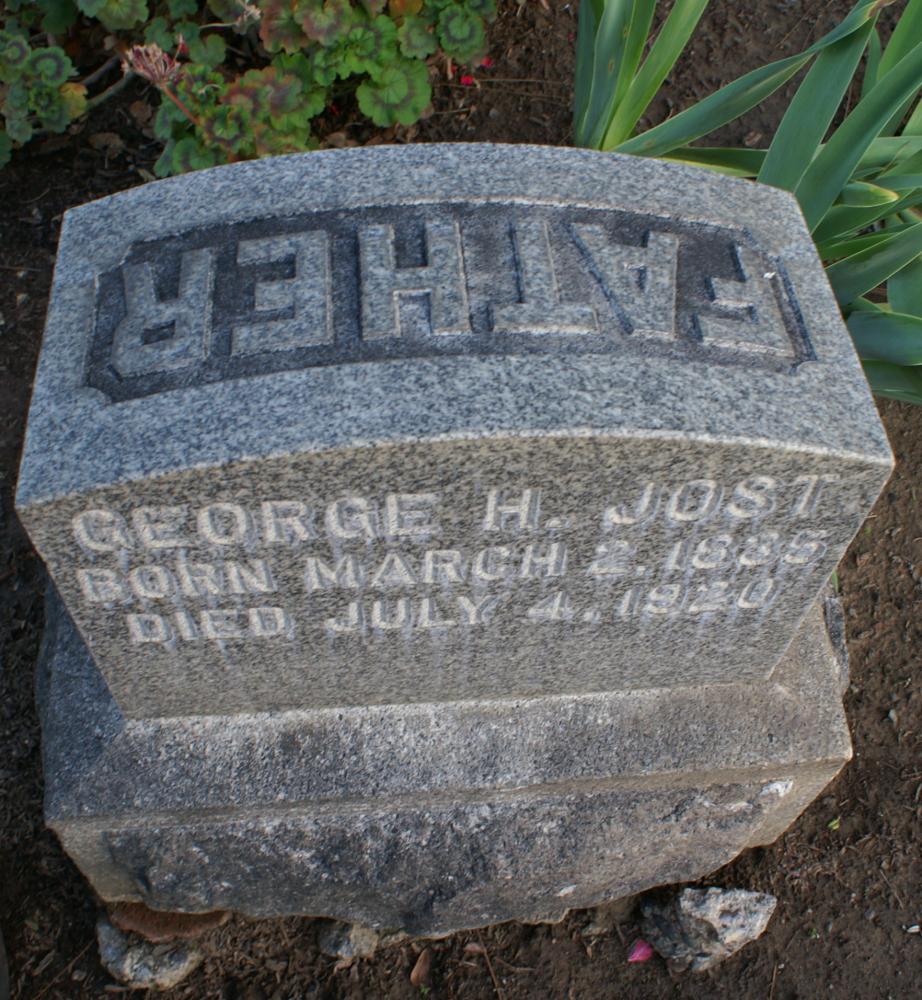 FATHER
GEORGE H. JOST
BORN MARCH 2. 1885
DIED JULY 4. 1920